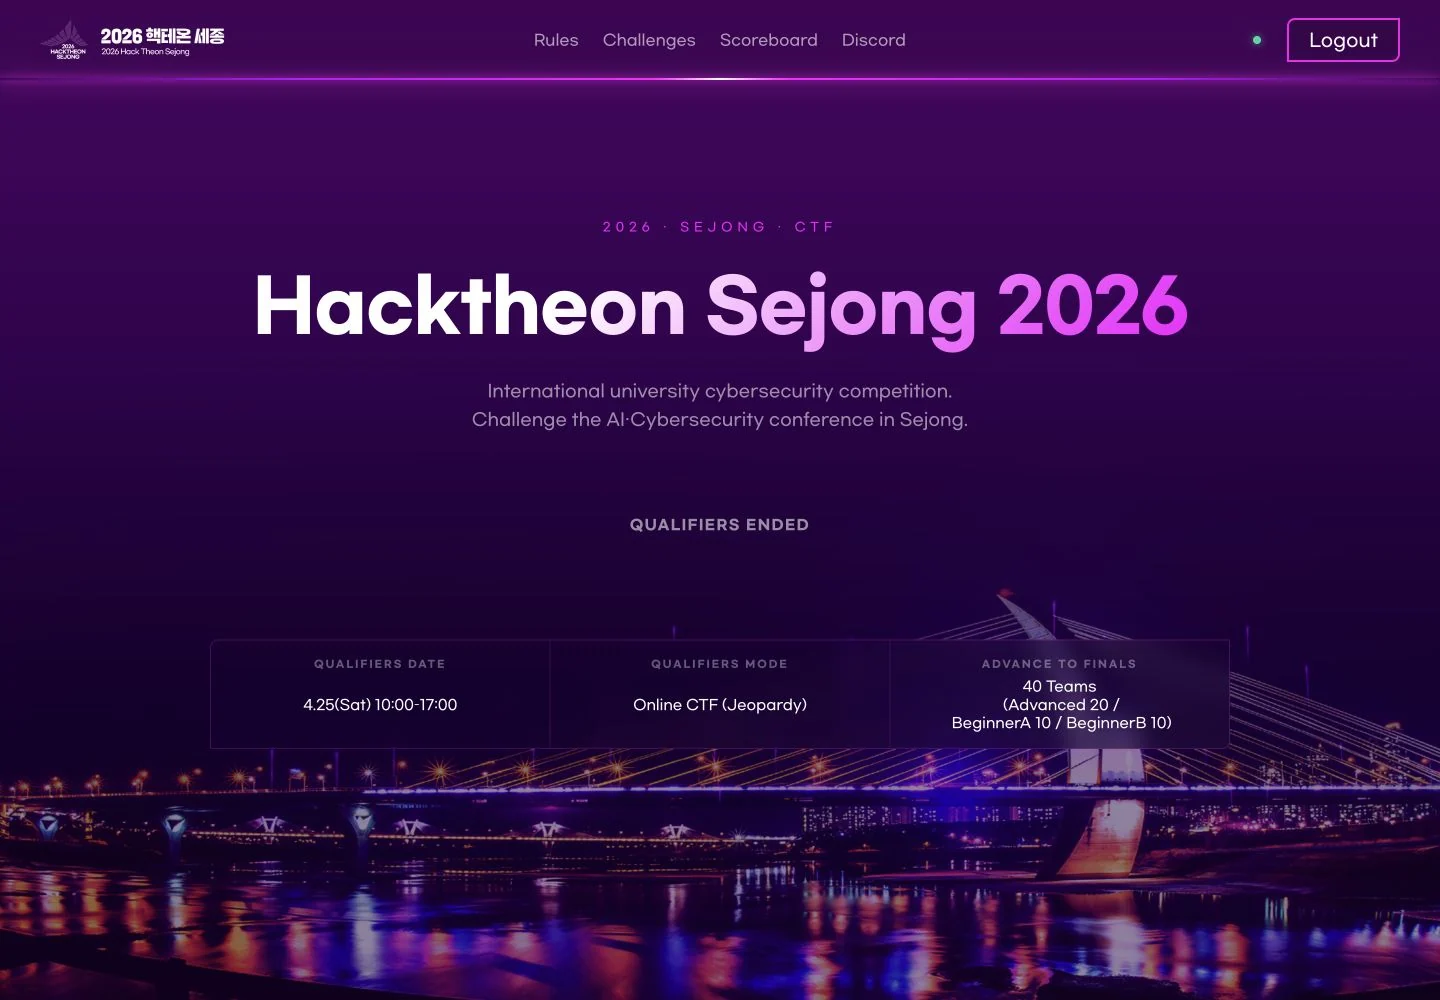 2026
HACKTHEON
SEJONG
2026 핵테온 세종
2026 Hack Theon Sejong
Rules
Challenges
Scoreboard
Discord
Logout
2026 · SEJONG · CTF
Hacktheon Sejong 2026
International university cybersecurity competition.
Challenge the AI·Cybersecurity conference in Sejong.
QUALIFIERS ENDED
QUALIFIERS DATE
4.25(Sat) 10:00-17:00
QUALIFIERS MODE
Online CTF (Jeopardy)
ADVANCE TO FINALS
40 Teams
(Advanced 20 /
BeginnerA 10 / BeginnerB 10)